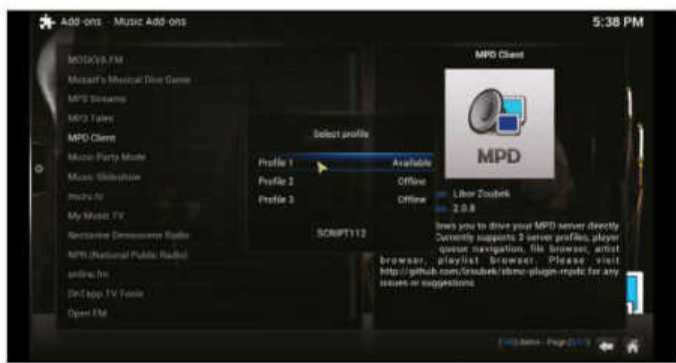 Add-ons - Music Add-ons
5:38 PM
MOSKVA.FM
Mozart's Musical Dice Game
MP3 Streams
MP3 Tales
MPD Client
Music Party Mode
Music Slideshow
muzu.tv
My Music TV
Nectarine Demoscene Radio
NPR (National Public Radio)
online.fm
OnTapp.TV Tools
Open FM
Select profile
Profile 1 Available
Profile 2 Offline
Profile 3 Offline
SCRIPT112
MPD Client
MPD
Libor Zoubek
2.0.8
you to drive your MPD server directly
Currently supports 3 server profiles, player
queue navigation, file browser, artist
browser, playlist browser. Please visit
http://github.com/lzoubek/xbmc-plugin-mpdc for any
issues or suggestions
items - Page